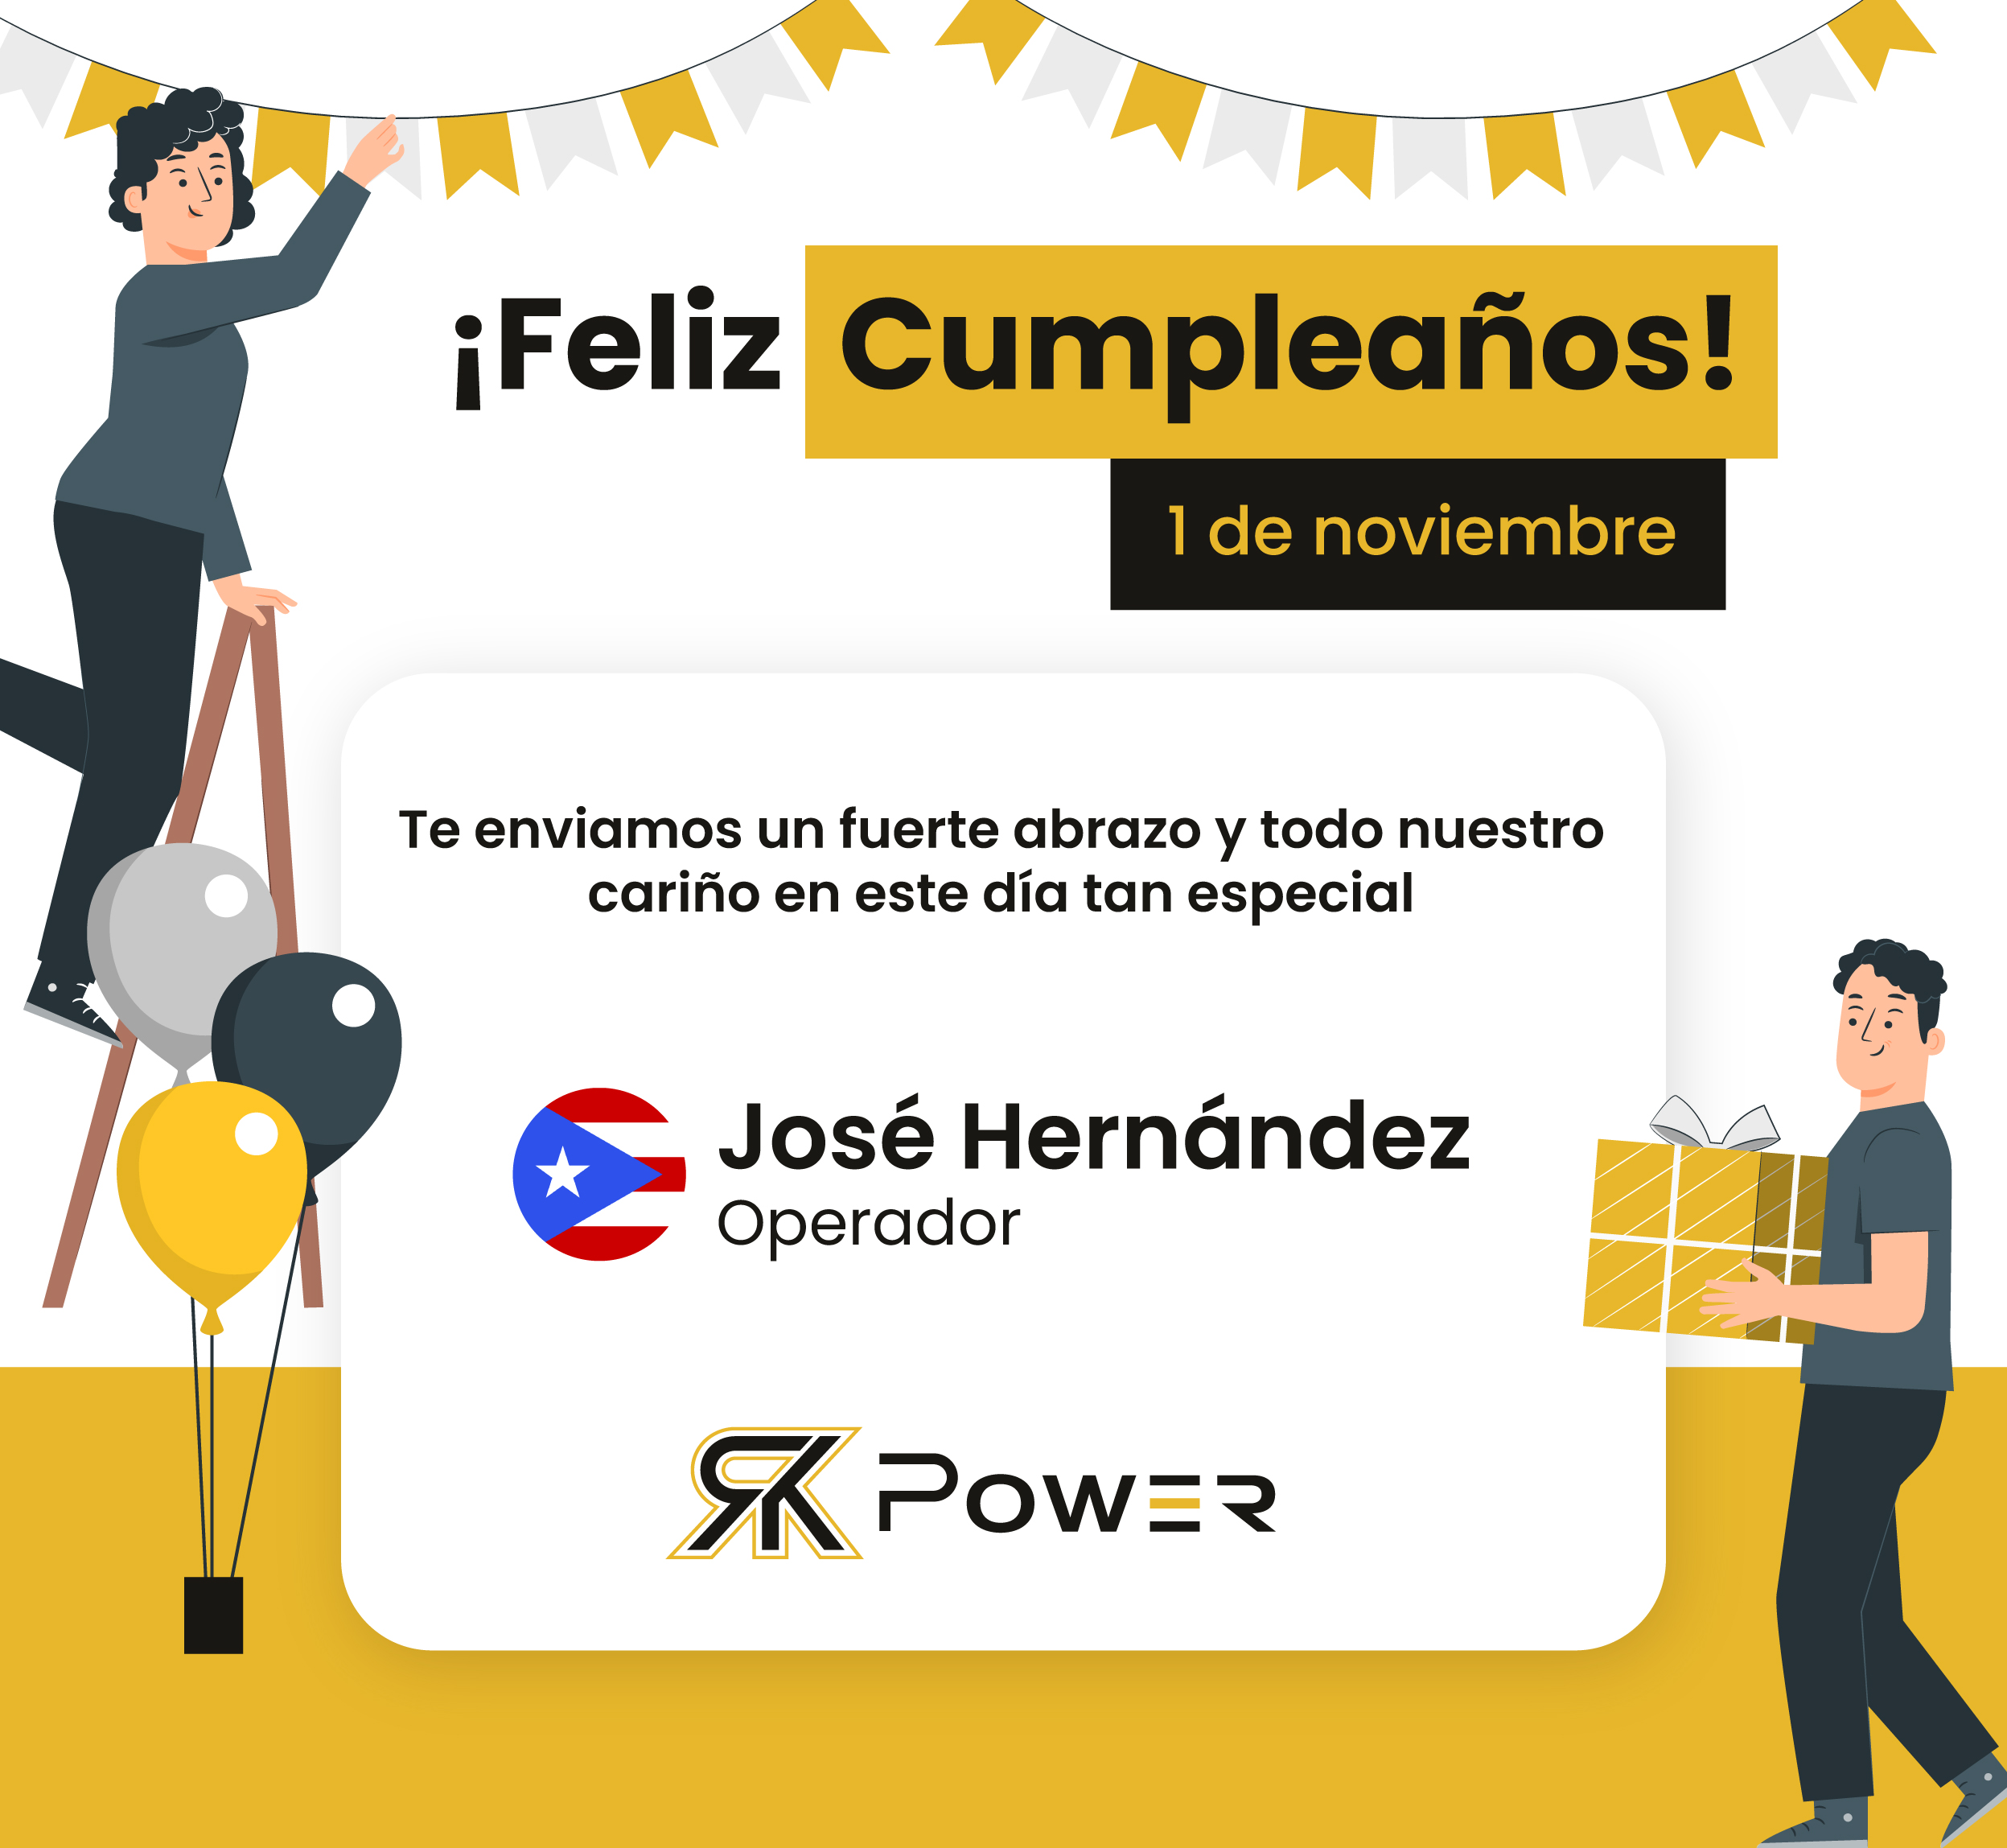 ¡Feliz Cumpleaños!
1 de noviembre
Te enviamos un fuerte abrazo y todo nuestro
cariño en este día tan especial
José Hernández
Operador
RK Power